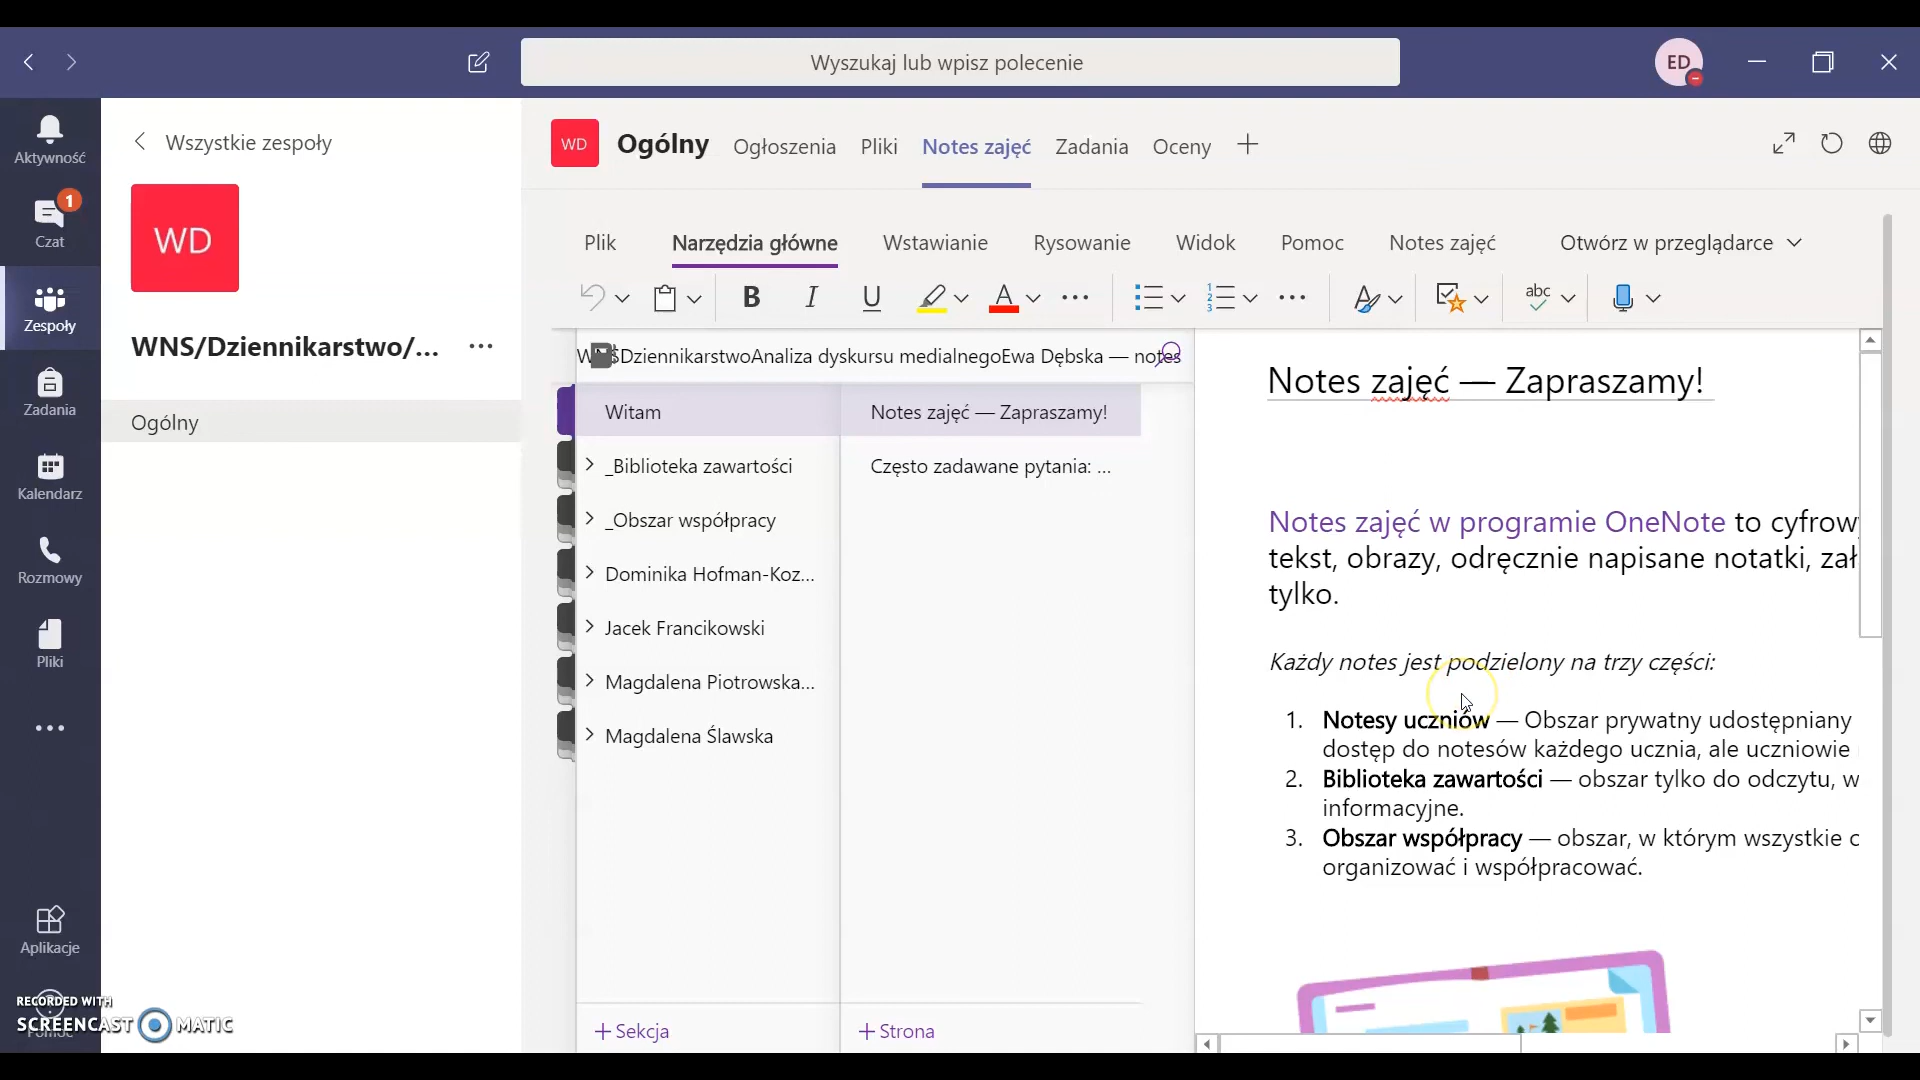 Wyszukaj lub wpisz polecenie
ED
Aktywność
1
Czat
Zespoły
Zadania
Kalendarz
Rozmowy
Pliki
Aplikacje
Pomoc
RECORDED WITH
SCREENCAST MATIC
Wszystkie zespoły
WD
WNS/Dziennikarstwo/...
Ogólny
WD Ogólny Ogłoszenia Pliki Notes zajęć Zadania Oceny
Plik Narzędzia główne Wstawianie Rysowanie Widok Pomoc Notes zajęć Otwórz w przeglądarce
B I U A abc
DziennikarstwoAnaliza dyskursu medialnegoEwa Dębska — notes
Witam
_Biblioteka zawartości
_Obszar współpracy
Dominika Hofman-Koz...
Jacek Francikowski
Magdalena Piotrowska...
Magdalena Ślawska
+ Sekcja
Notes zajęć — Zapraszamy!
Często zadawane pytania: ...
+ Strona
Notes zajęć — Zapraszamy!
Notes zajęć w programie OneNote to
tekst, obrazy, odręcznie napisane notatki,
tylko.
Każdy notes jest podzielony na trzy części:
1. Notesy uczniów — Obszar prywatny udostępniany
dostęp do notesów każdego ucznia, ale uczniowie
2. Biblioteka zawartości — obszar tylko do odczytu, w
informacyjne.
3. Obszar współpracy — obszar, w którym wszystkie
organizować i współpracować.